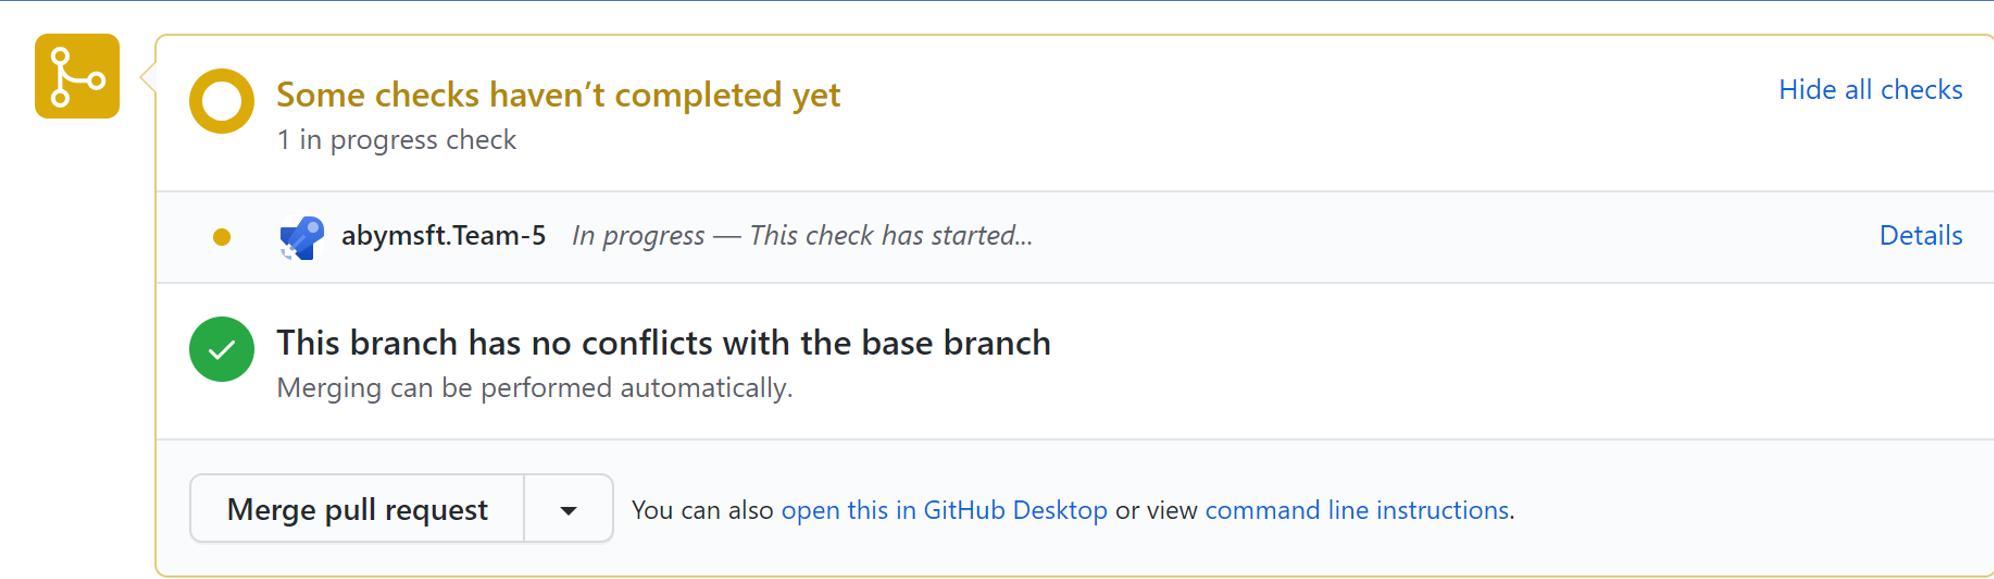 Some checks haven’t completed yet
Hide all checks
1 in progress check
abymsft.Team-5 In progress — This check has started...
Details
This branch has no conflicts with the base branch
Merging can be performed automatically.
Merge pull request
You can also open this in GitHub Desktop or view command line instructions.